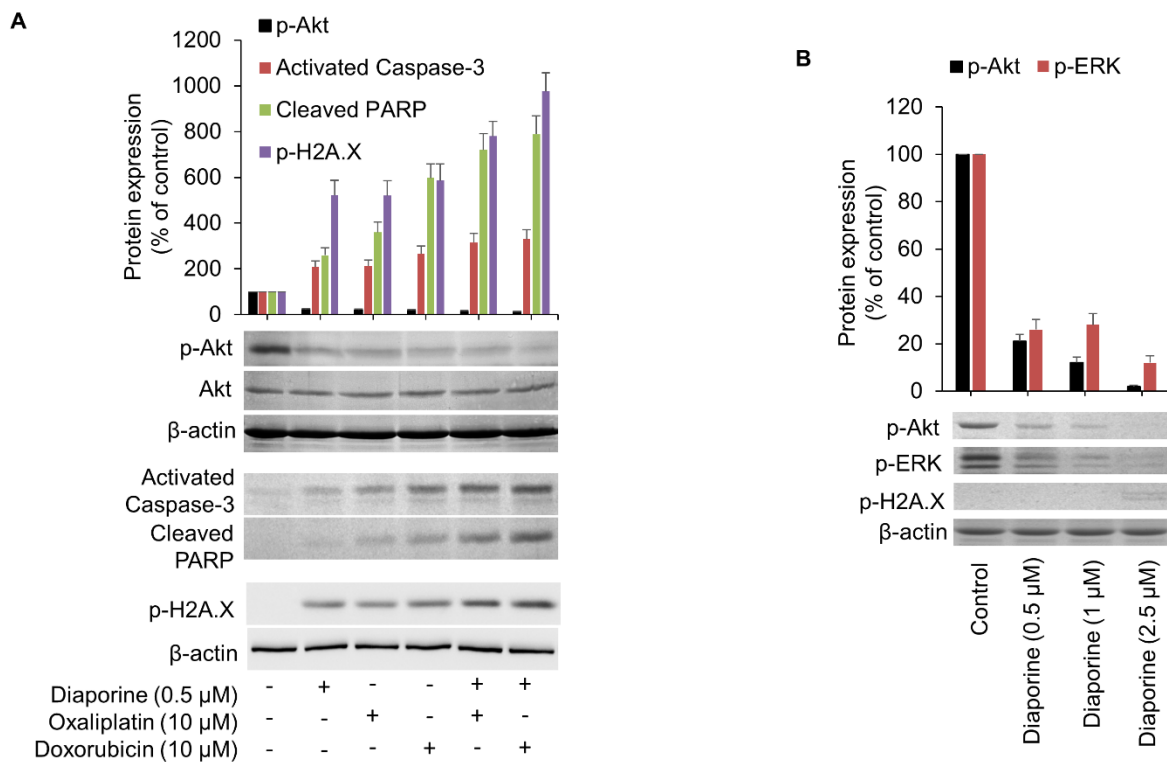 A
p-Akt
Activated Caspase-3
Cleaved PARP
p-H2A.X
Protein expression
(% of control)
1200
1000
800
600
400
200
0
p-Akt
Akt
β-actin
Activated
Caspase-3
Cleaved
PARP
p-H2A.X
β-actin
Diaporine (0.5 µM) - + - - + +
Oxaliplatin (10 µM) - - + - + -
Doxorubicin (10 µM) - - - + - +
B
p-Akt p-ERK
Protein expression
(% of control)
120
100
80
60
40
20
0
p-Akt
p-ERK
p-H2A.X
β-actin
Control
Diaporine (0.5 µM)
Diaporine (1 µM)
Diaporine (2.5 µM)